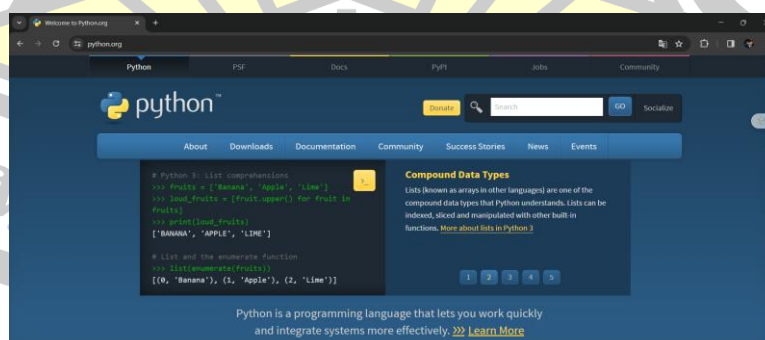 Welcome to Python.org
python.org
Python PSF Docs PyPI Jobs Community
python™
Donate Search GO Socialize
About Downloads Documentation Community Success Stories News Events
# Python 3: List comprehensions
>>> fruits = ['Banana', 'Apple', 'Lime']
>>> loud_fruits = [fruit.upper() for fruit in
fruits]
>>> print(loud_fruits)
['BANANA', 'APPLE', 'LIME']
# List and the enumerate function
>>> list(enumerate(fruits))
[(0, 'Banana'), (1, 'Apple'), (2, 'Lime')]
>_
Compound Data Types
Lists (known as arrays in other languages) are one of the
compound data types that Python understands. Lists can be
indexed, sliced and manipulated with other built-in
functions. More about lists in Python 3
1 2 3 4 5
Python is a programming language that lets you work quickly
and integrate systems more effectively. >>> Learn More